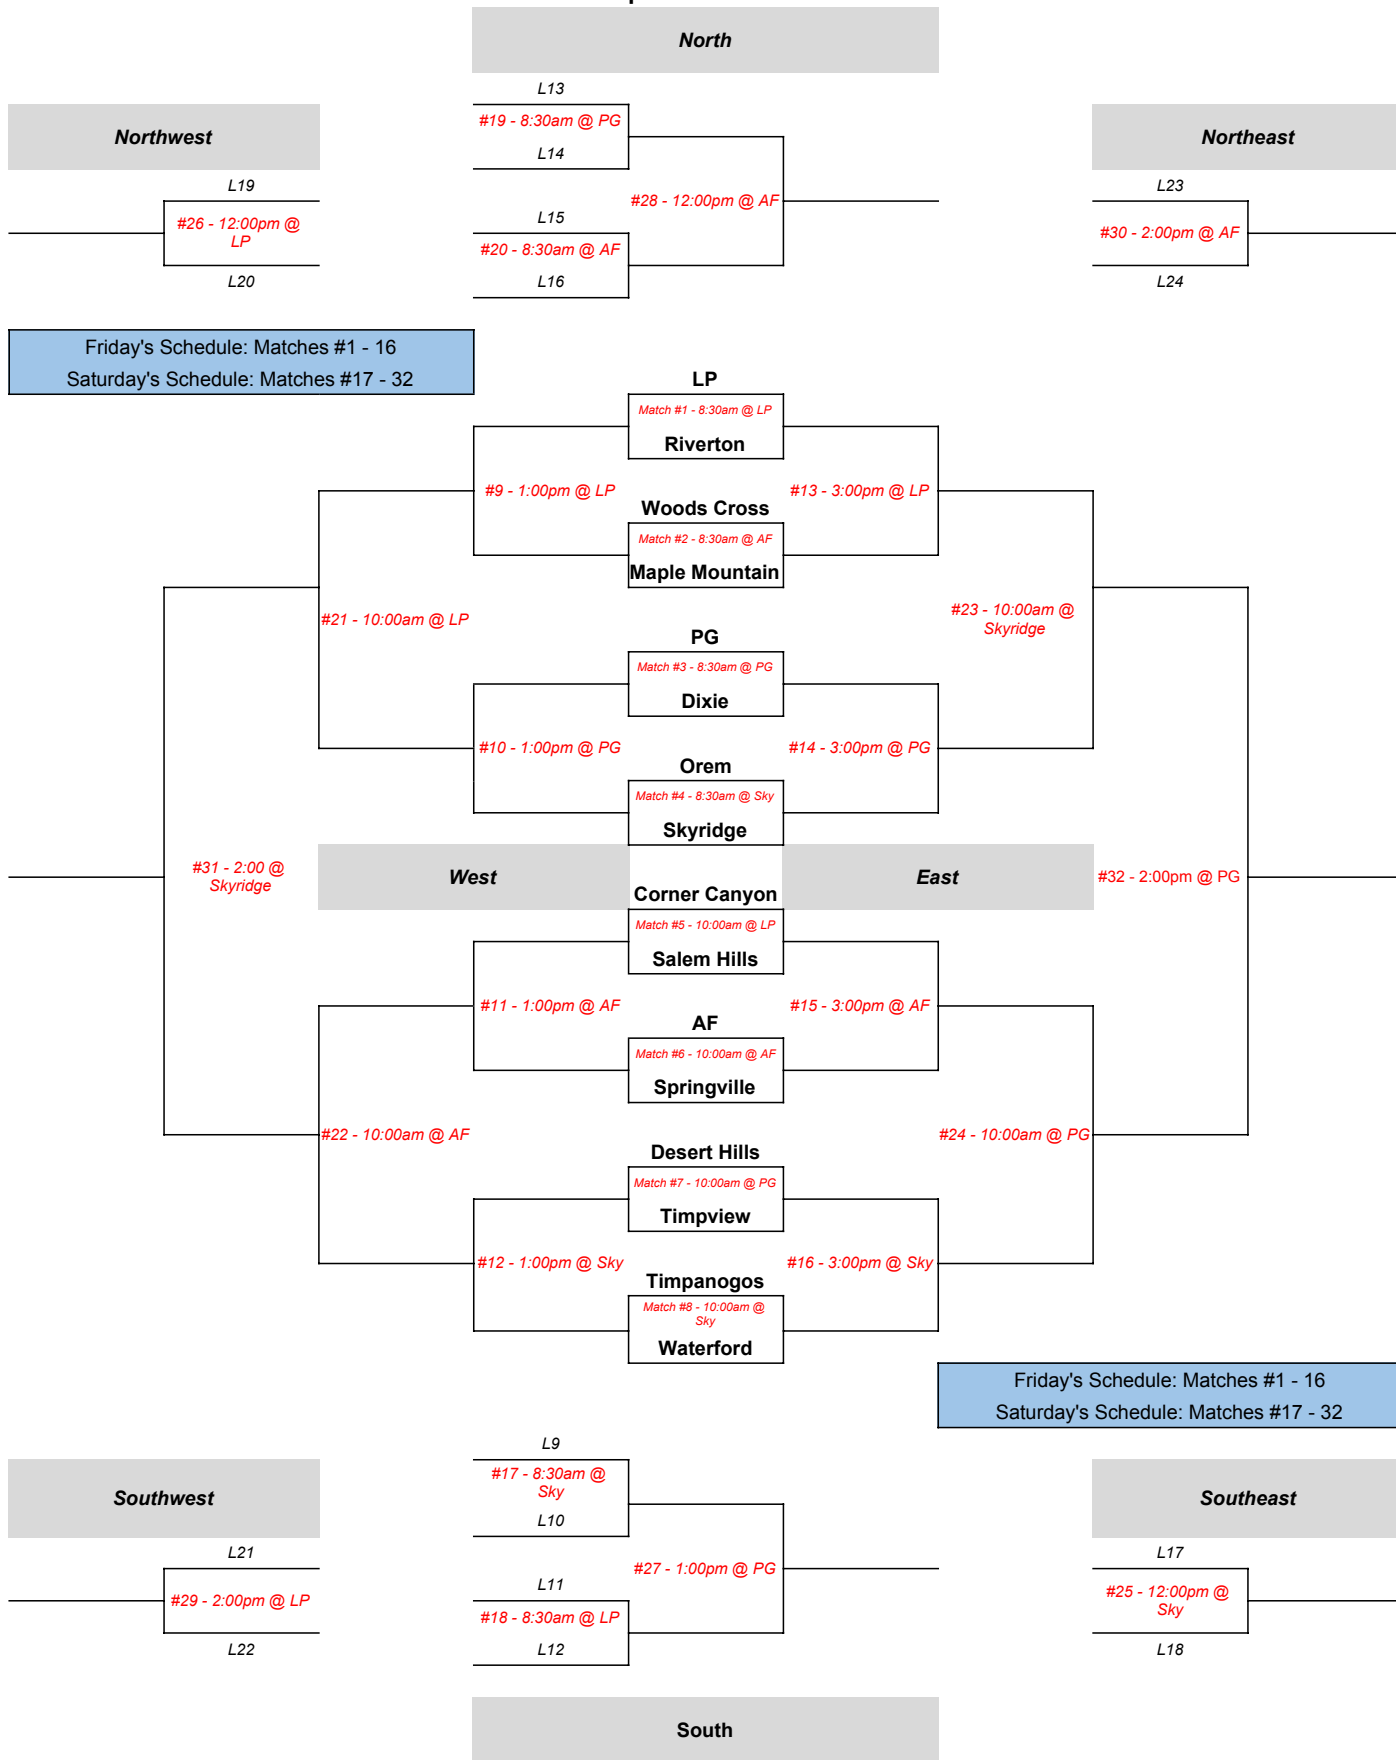 North
L13
#19 - 8:30am @ PG
L14
Northwest
Northeast
L19
#26 - 12:00pm @
LP
L20
#28 - 12:00pm @ AF
L15
#20 - 8:30am @ AF
L16
L23
#30 - 2:00pm @ AF
L24
Friday's Schedule: Matches #1 - 16
Saturday's Schedule: Matches #17 - 32
LP
Match #1 - 8:30am @ LP
Riverton
#9 - 1:00pm @ LP
#13 - 3:00pm @ LP
Woods Cross
Match #2 - 8:30am @ AF
Maple Mountain
#21 - 10:00am @ LP
#23 - 10:00am @
Skyridge
PG
Match #3 - 8:30am @ PG
Dixie
#10 - 1:00pm @ PG
#14 - 3:00pm @ PG
Orem
Match #4 - 8:30am @ Sky
Skyridge
#31 - 2:00 @
Skyridge
West
East
#32 - 2:00pm @ PG
Corner Canyon
Match #5 - 10:00am @ LP
Salem Hills
#11 - 1:00pm @ AF
#15 - 3:00pm @ AF
AF
Match #6 - 10:00am @ AF
Springville
#22 - 10:00am @ AF
#24 - 10:00am @ PG
Desert Hills
Match #7 - 10:00am @ PG
Timpview
#12 - 1:00pm @ Sky
#16 - 3:00pm @ Sky
Timpanogos
Match #8 - 10:00am @
Sky
Waterford
Friday's Schedule: Matches #1 - 16
Saturday's Schedule: Matches #17 - 32
L9
#17 - 8:30am @
Sky
L10
Southwest
Southeast
L21
#29 - 2:00pm @ LP
L22
#27 - 1:00pm @ PG
L11
#18 - 8:30am @ LP
L12
L17
#25 - 12:00pm @
Sky
L18
South